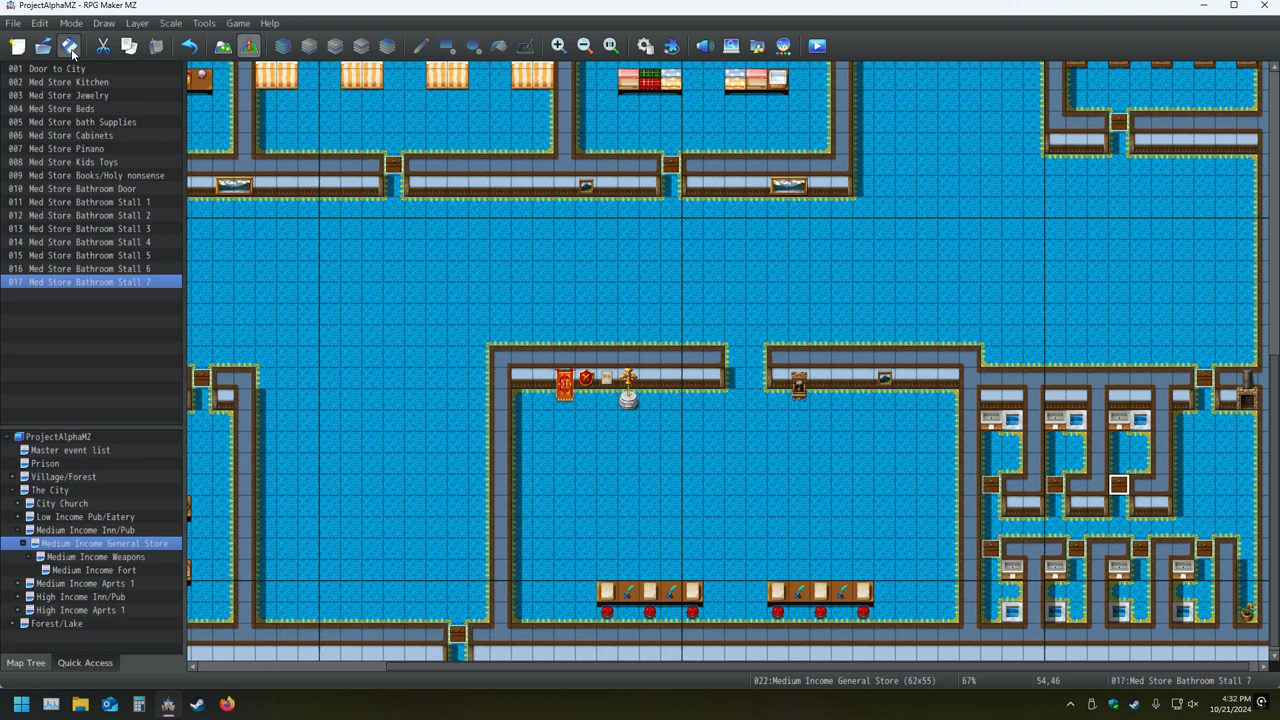 ProjectAlphaMZ - RPG Maker MZ
File Edit Mode Draw Layer Scale Tools Game Help
001 Door to City
002 Med Store Kitchen
003 Med Store Jewelry
004 Med Store Beds
005 Med Store bath Supplies
006 Med Store Cabinets
007 Med Store Pinano
008 Med Store Kids Toys
009 Med Store Books/Holy nonsense
010 Med Store Bathroom Door
011 Med Store Bathroom Stall 1
012 Med Store Bathroom Stall 2
013 Med Store Bathroom Stall 3
014 Med Store Bathroom Stall 4
015 Med Store Bathroom Stall 5
016 Med Store Bathroom Stall 6
017 Med Store Bathroom Stall 7
ProjectAlphaMZ
Master event list
Prison
Village/Forest
The City
City Church
Low Income Pub/Eatery
Medium Income Inn/Pub
Medium Income General Store
Medium Income Weapons
Medium Income Fort
Medium Income Aprts 1
High Income Inn/Pub
High Income Aprts 1
Forest/Lake
Map Tree Quick Access
022:Medium Income General Store (62x55) 67% 54,46 017:Med Store Bathroom Stall 7
4:32 PM
10/21/2024